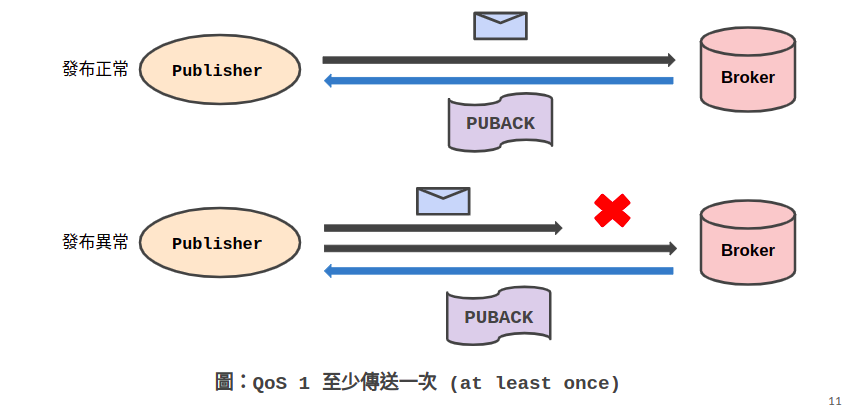 發布正常
Publisher
Broker
PUBACK
發布異常
Publisher
Broker
PUBACK
圖：QoS 1 至少傳送一次 (at least once)
11